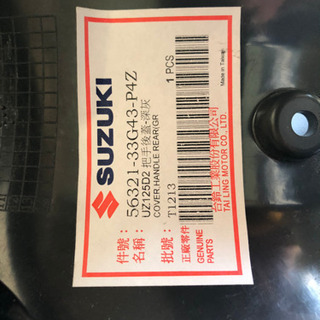 SUZUKI
件號： 56321-33G43-P4Z
名稱： UZ125D2 把手後蓋-深灰
COVER,HANDLE REAR(GR
批號： T1213
1 PCS
正廠零件
GENUINE
PARTS
台鈴工業股份有限公司
TAI LING MOTOR CO., LTD.
Made in Taiwan